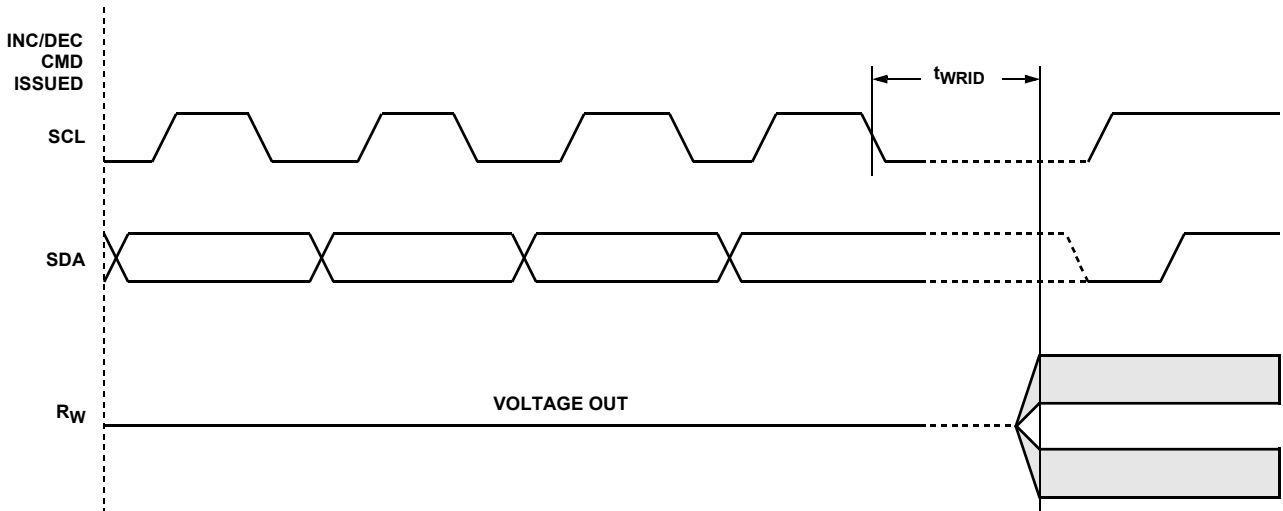 INC/DEC
CMD
ISSUED
tWRID
SCL
SDA
VOLTAGE OUT
RW